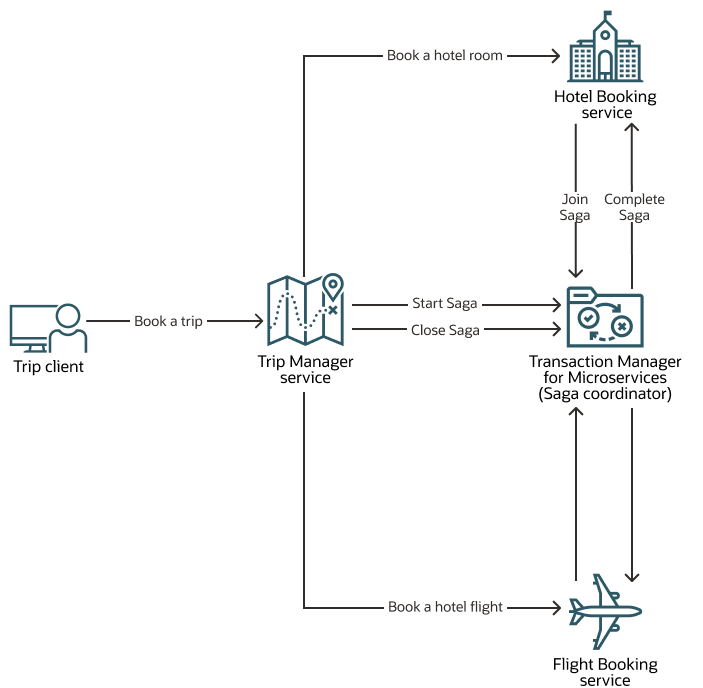 Book a hotel room
Hotel Booking
service
Join
Saga
Complete
Saga
Book a trip
Start Saga
Close Saga
Trip client
Trip Manager
service
Transaction Manager
for Microservices
(Saga coordinator)
Book a hotel flight
Flight Booking
service